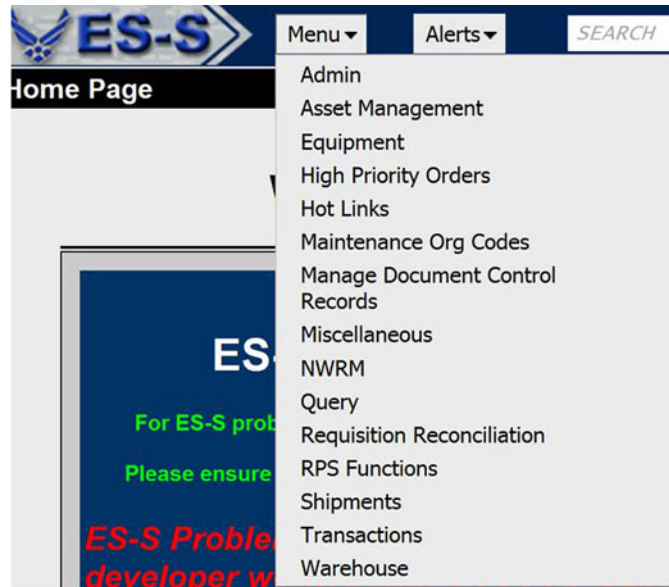 ES-S
Menu
Alerts
SEARCH
Home Page
Admin
Asset Management
Equipment
High Priority Orders
Hot Links
Maintenance Org Codes
Manage Document Control
Records
Miscellaneous
NWRM
Query
Requisition Reconciliation
RPS Functions
Shipments
Transactions
Warehouse
ES-
For ES-S prob
Please ensure
ES-S Proble
developer w